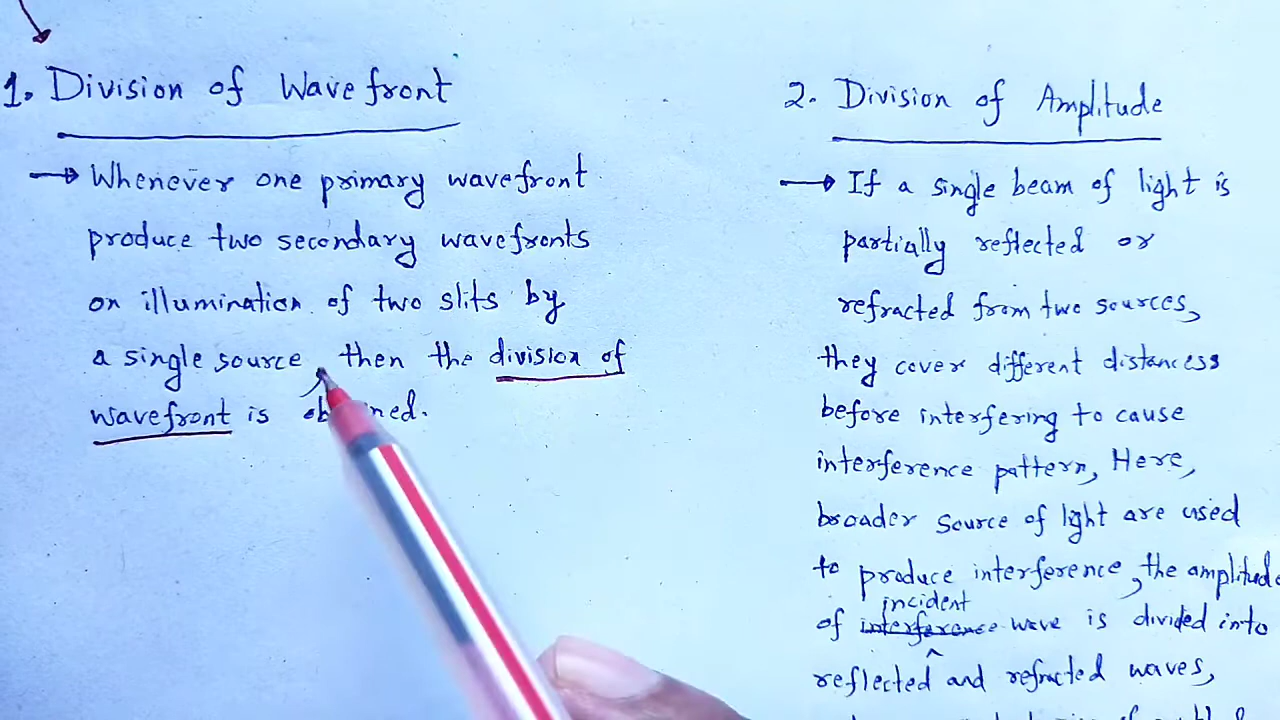 1. Division of Wavefront
→ Whenever one primary wavefront
produce two secondary wavefronts
on illumination of two slits by
a single source, then the division of
wavefront is
2. Division of Amplitude
→ If a single beam of light is
partially reflected or
refracted from two sources,
they cover different distancess
before interfering to cause
interference pattern, Here,
broader source of light are used
to produce interference, the amplitude
incident
of interference wave is divided into
reflected and refracted waves,